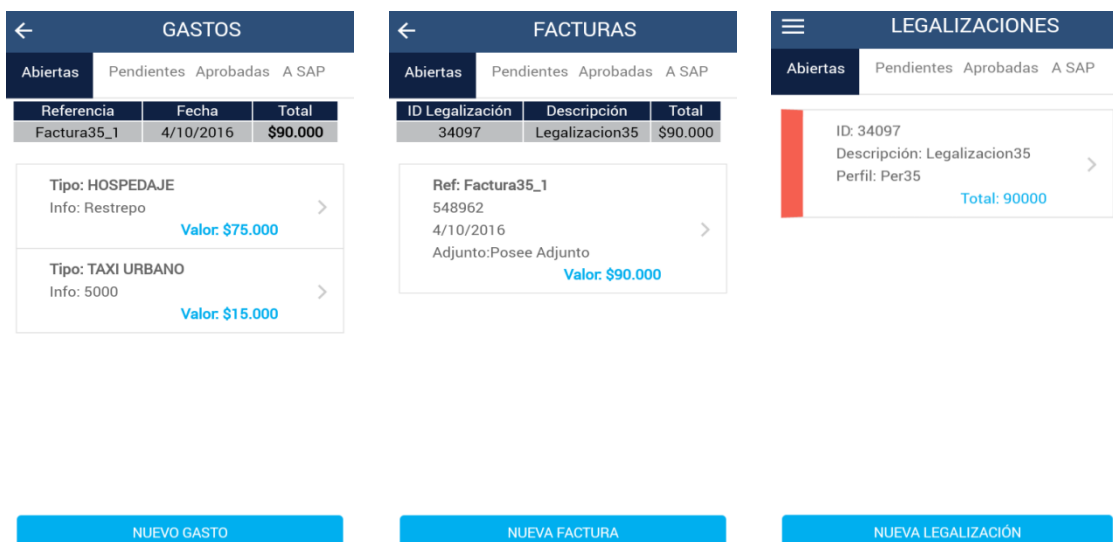 GASTOS
Abiertas Pendientes Aprobadas A SAP
Referencia Fecha Total
Factura35_1 4/10/2016 $90.000
Tipo: HOSPEDAJE
Info: Restrepo
Valor: $75.000
Tipo: TAXI URBANO
Info: 5000
Valor: $15.000
NUEVO GASTO
FACTURAS
Abiertas Pendientes Aprobadas A SAP
ID Legalización Descripción Total
34097 Legalizacion35 $90.000
Ref: Factura35_1
548962
4/10/2016
Adjunto:Posee Adjunto
Valor: $90.000
NUEVA FACTURA
LEGALIZACIONES
Abiertas Pendientes Aprobadas A SAP
ID: 34097
Descripción: Legalizacion35
Perfil: Per35
Total: 90000
NUEVA LEGALIZACIÓN